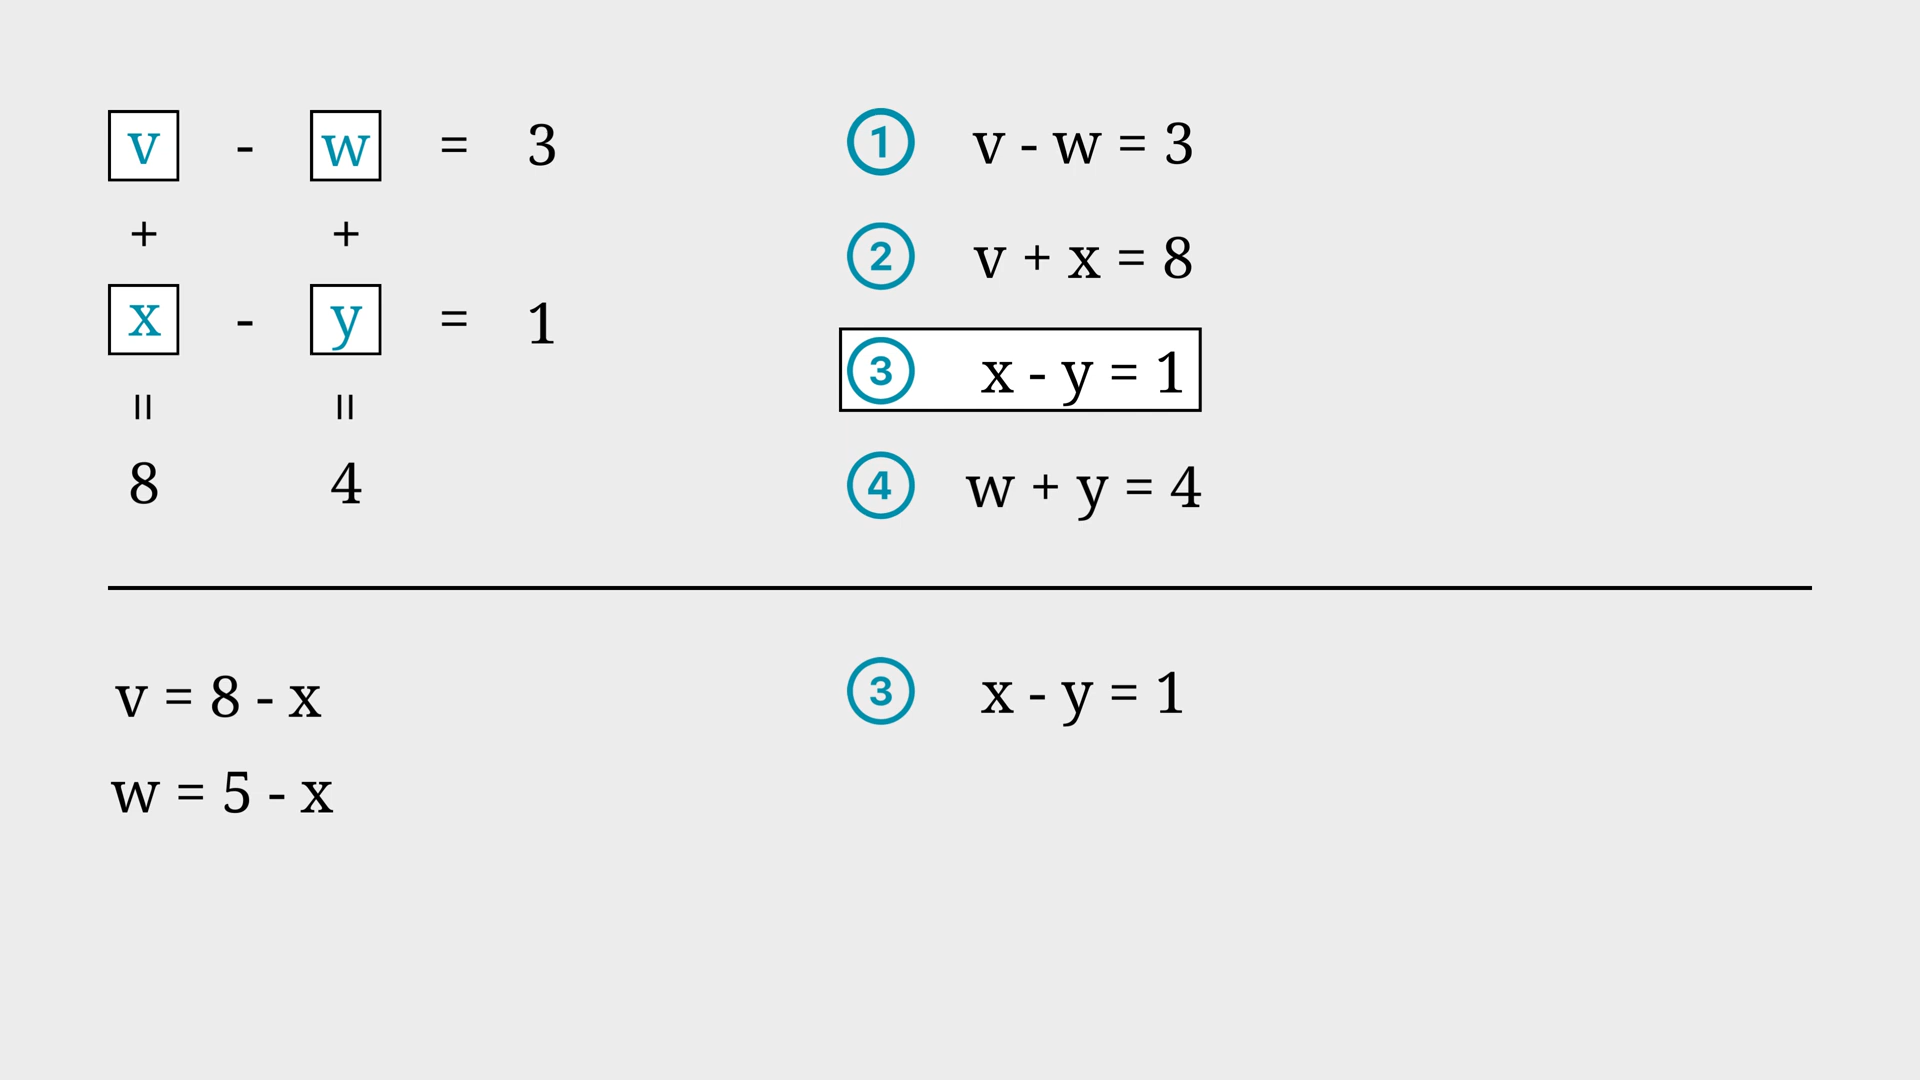 v - w = 3
+ +
x - y = 1
= =
8 4
1 v - w = 3
2 v + x = 8
3 x - y = 1
4 w + y = 4
v = 8 - x
w = 5 - x
3 x - y = 1